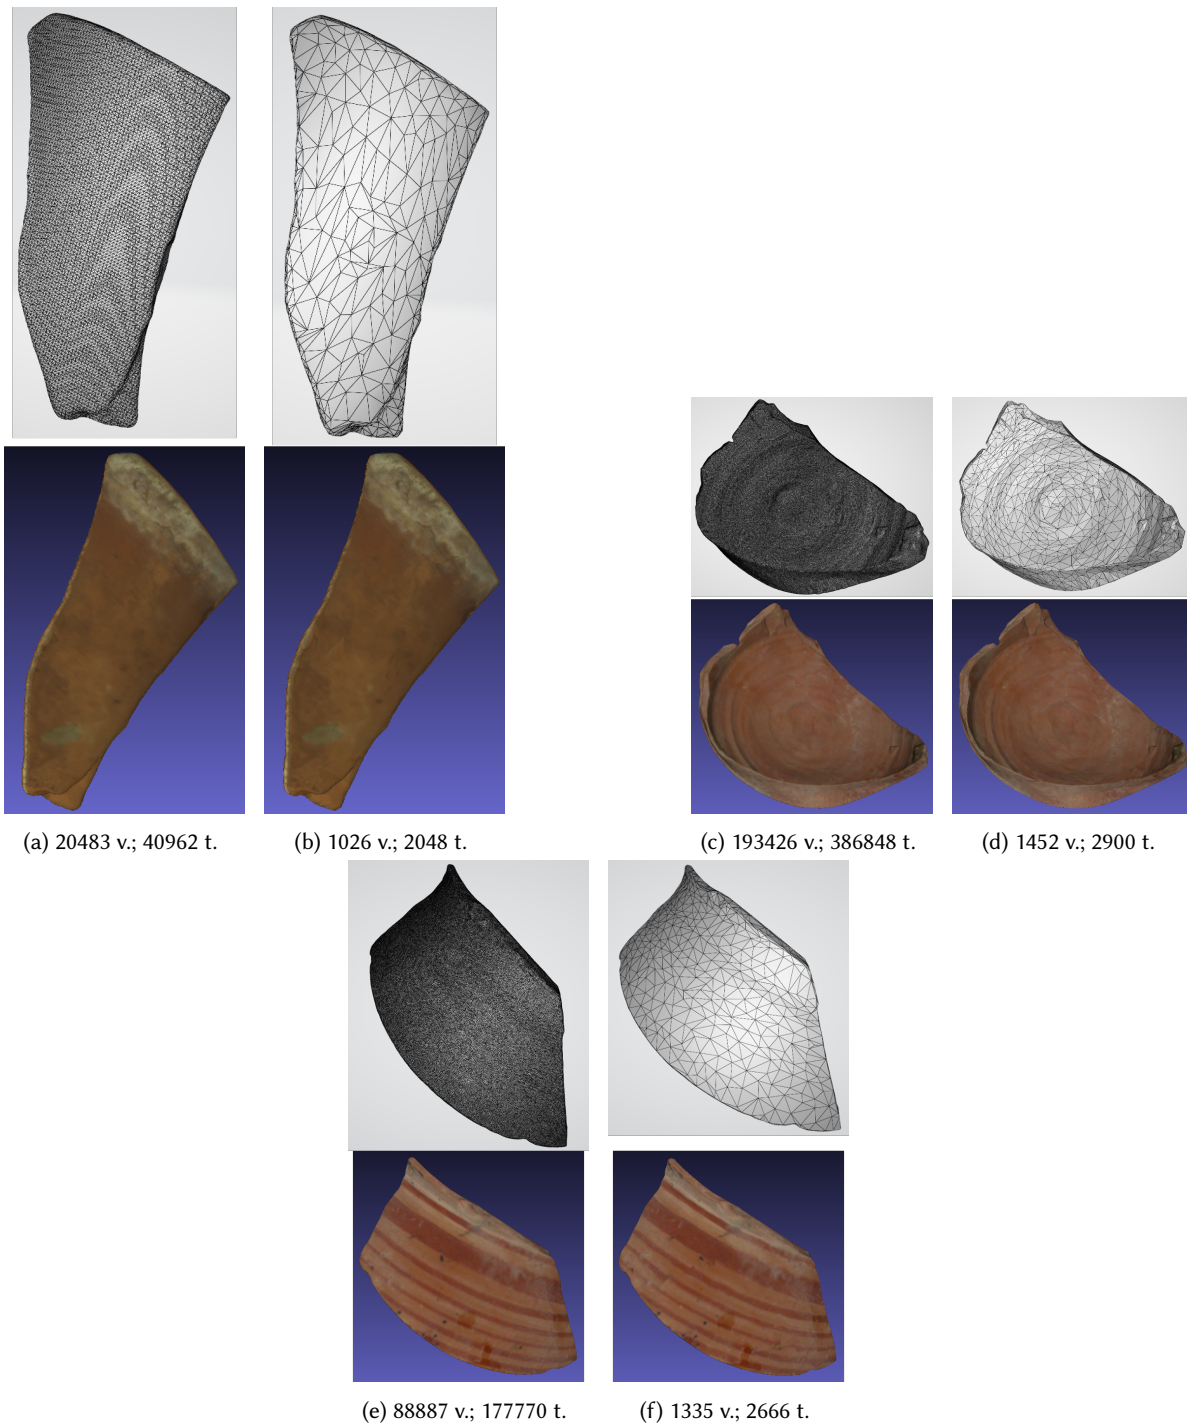 (a) 20483 v.; 40962 t.
(b) 1026 v.; 2048 t.
(c) 193426 v.; 386848 t.
(d) 1452 v.; 2900 t.
(e) 88887 v.; 177770 t.
(f) 1335 v.; 2666 t.